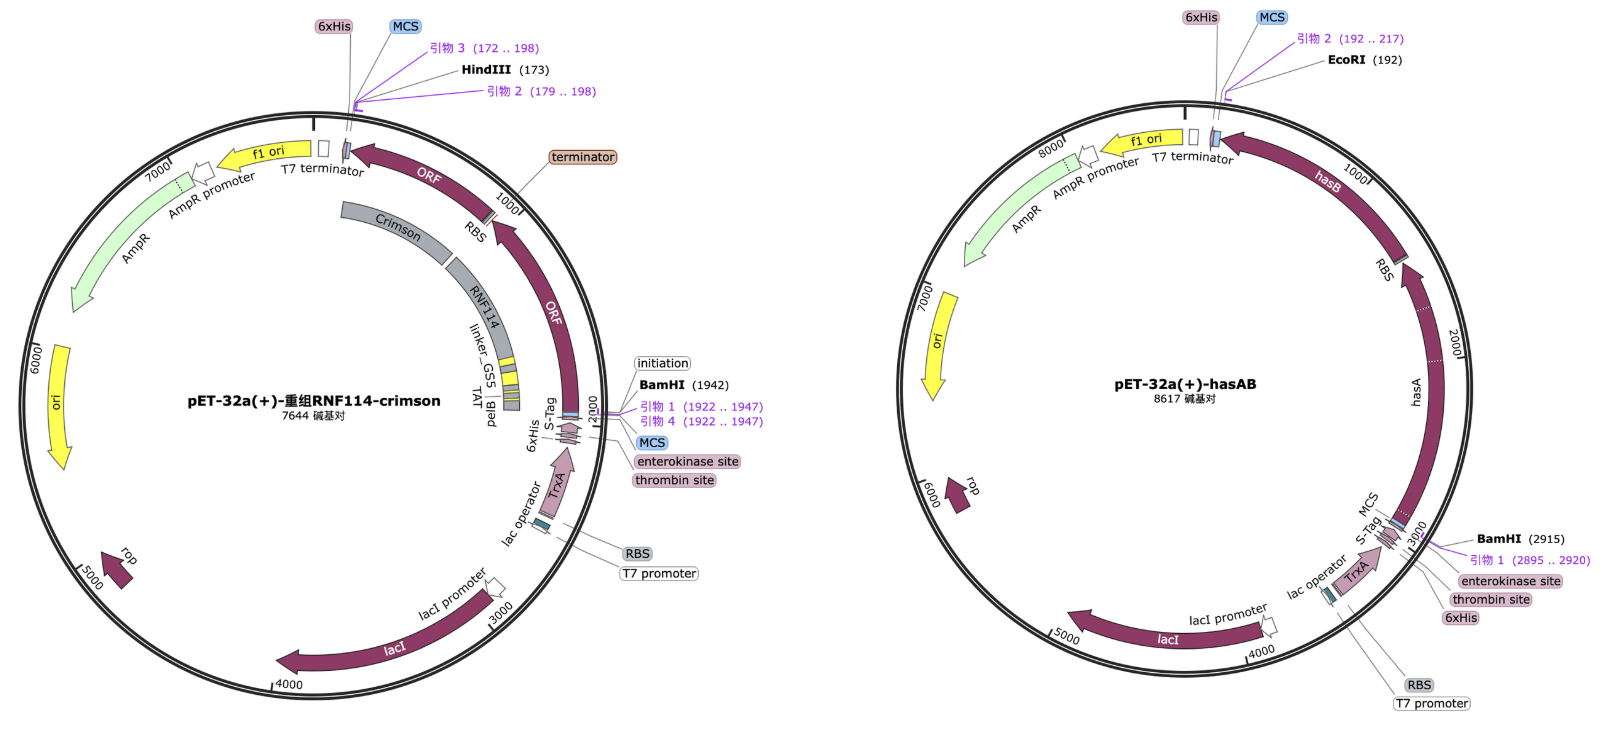 6xHis
MCS
引物 3 (172 .. 198)
HindIII (173)
引物 2 (179 .. 198)
terminator
f1 ori
T7 terminator
ORF
7000
AmpR promoter
AmpR
Crimson
RBS
1000
RNF114
ORF
linker_GS5
TAT
pelB
6000
ori
pET-32a(+)-重组RNF114-crimson
7644 碱基对
initiation
BamHI (1942)
引物 1 (1922 .. 1947)
引物 4 (1922 .. 1947)
MCS
enterokinase site
thrombin site
2000
S-Tag
6xHis
TrxA
lac operator
RBS
T7 promoter
rop
5000
lacI promoter
3000
lacI
4000
6xHis
MCS
引物 2 (192 .. 217)
EcoRI (192)
8000
f1 ori
T7 terminator
AmpR promoter
AmpR
hasB
1000
RBS
7000
ori
2000
hasA
pET-32a(+)-hasAB
8617 碱基对
6000
rop
MCS
S-Tag
3000
BamHI (2915)
引物 1 (2895 .. 2920)
enterokinase site
thrombin site
6xHis
TrxA
lac operator
lacI promoter
5000
lacI
4000
RBS
T7 promoter